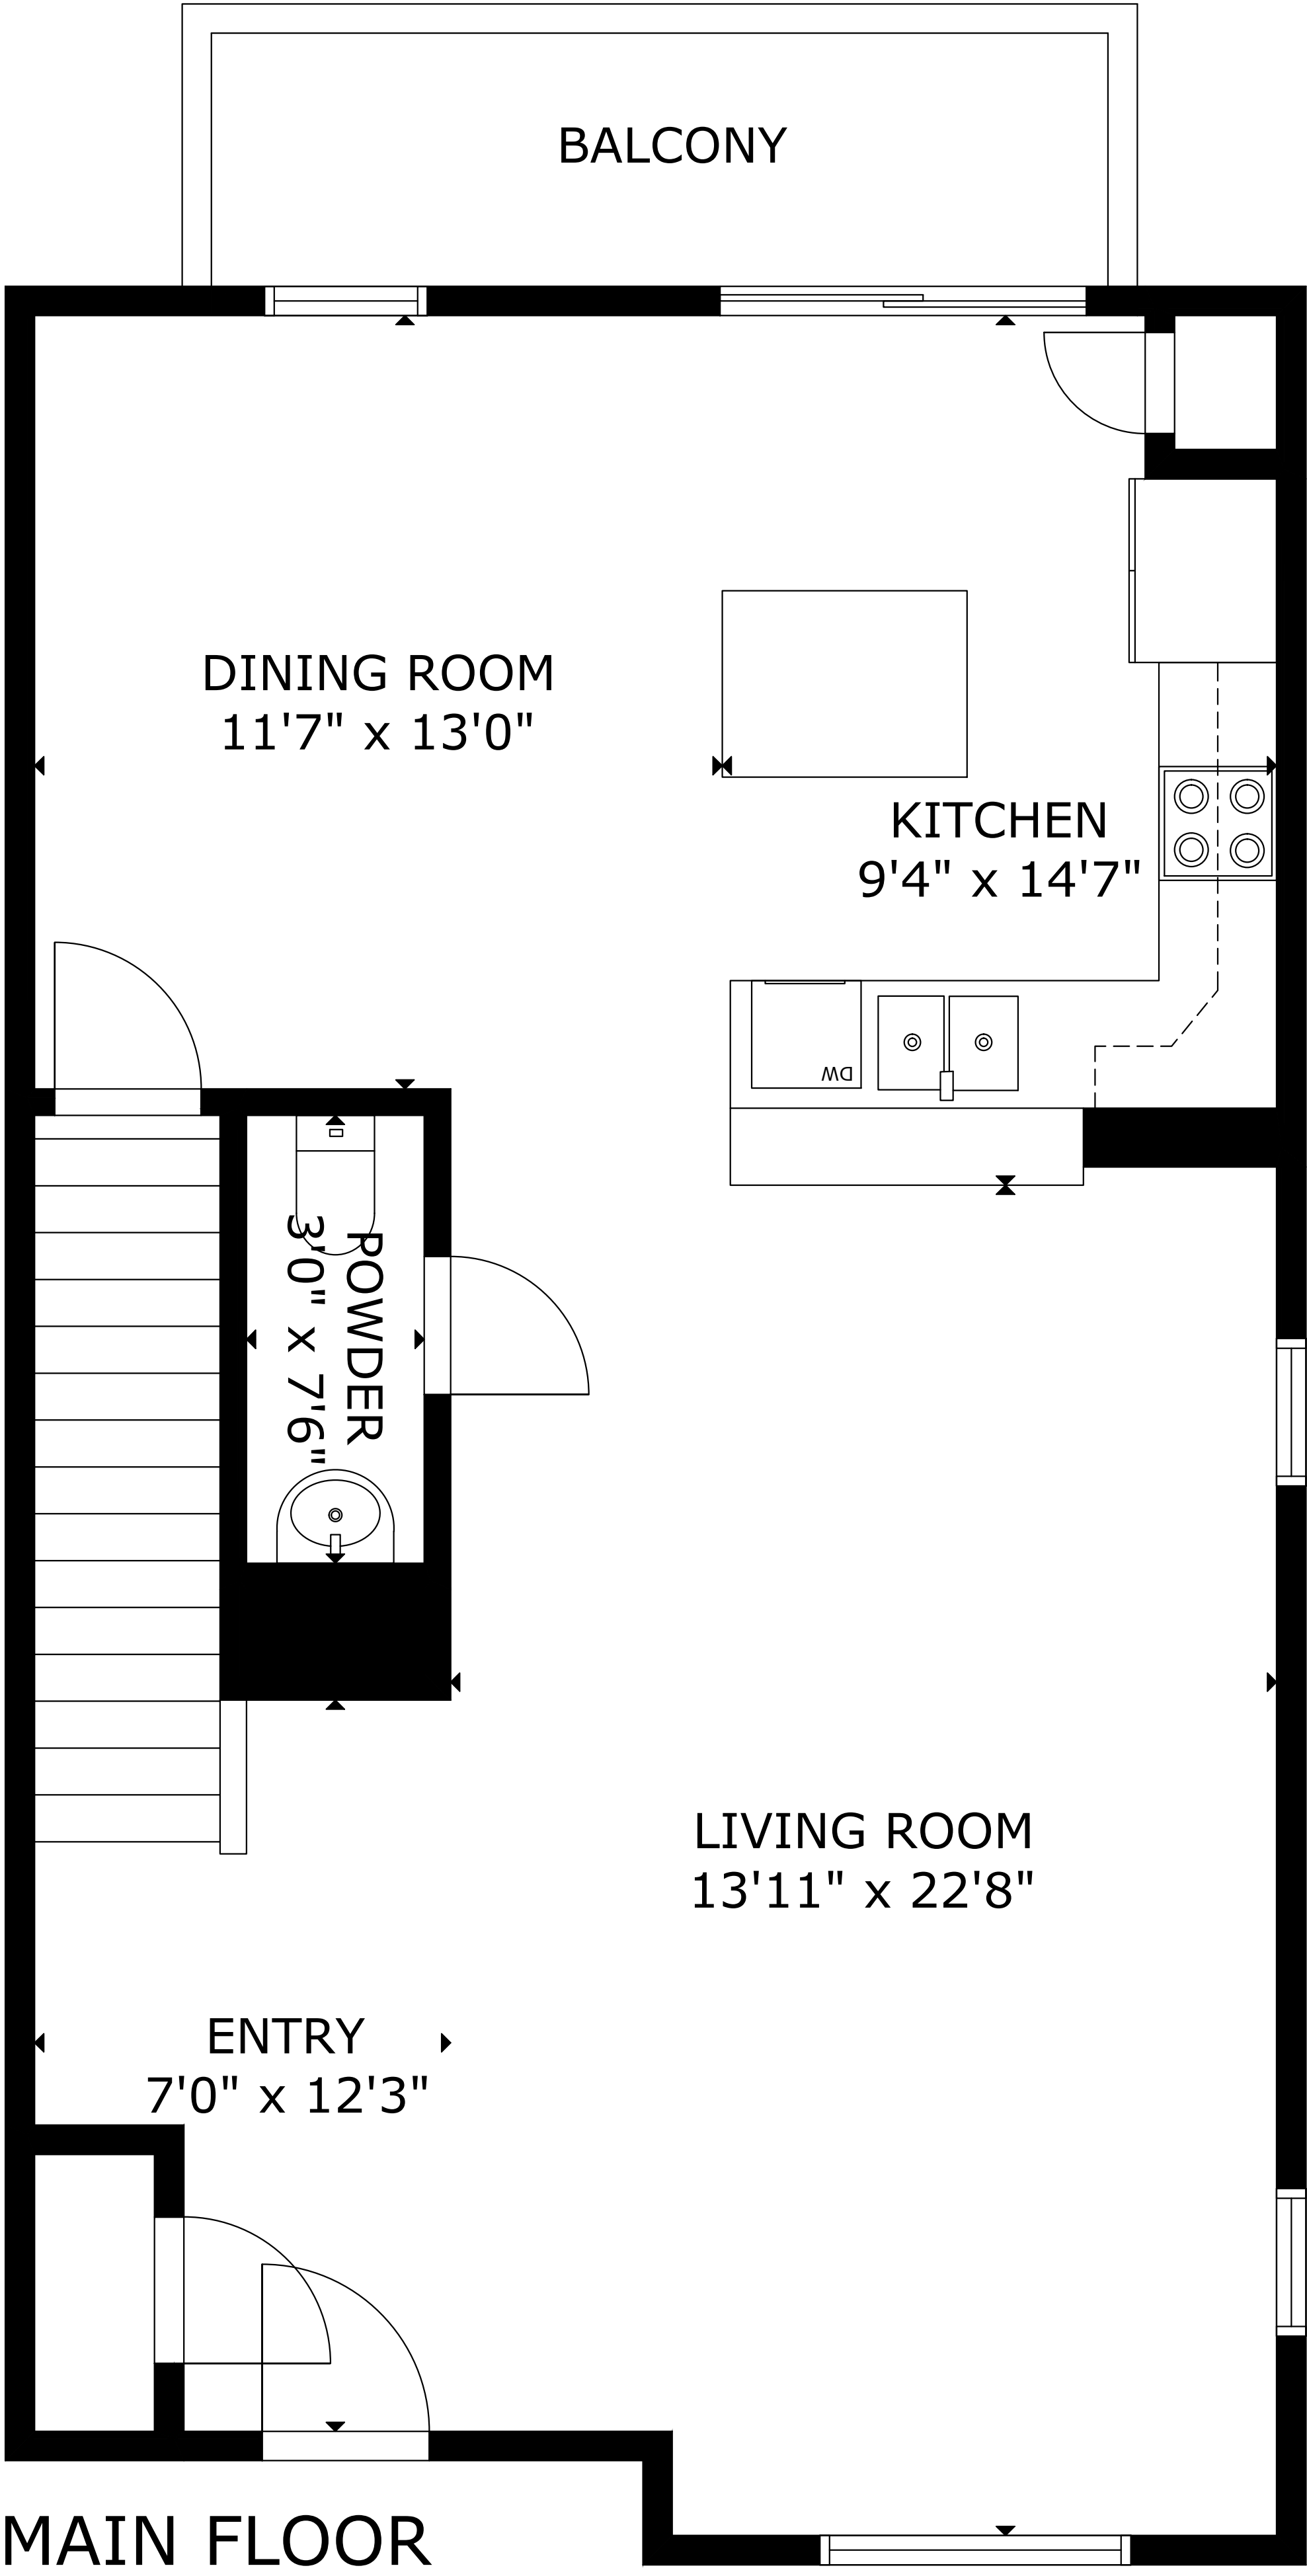 BALCONY
DINING ROOM
11'7" x 13'0"
KITCHEN
9'4" x 14'7"
DW
POWDER
3'0" x 7'6"
LIVING ROOM
13'11" x 22'8"
ENTRY
7'0" x 12'3"
MAIN FLOOR